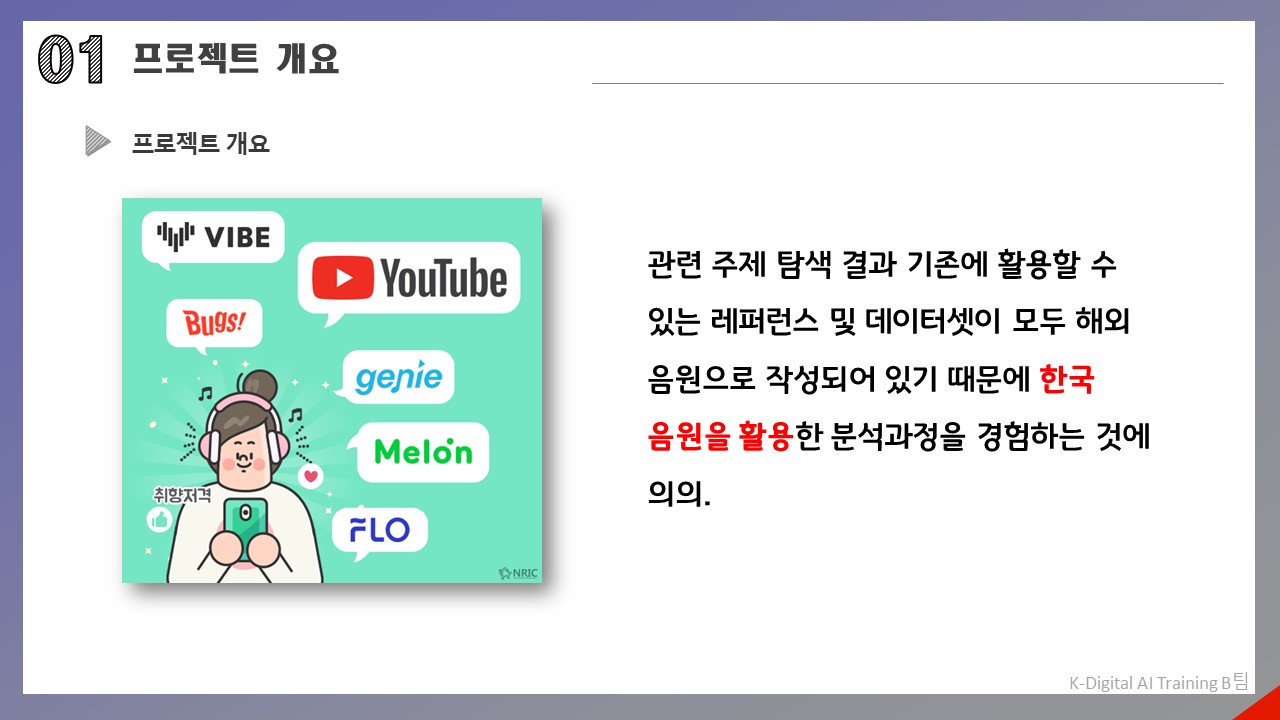 01 프로젝트 개요
프로젝트 개요
VIBE
YouTube
Bugs!
genie
Melon
취향저격
FLO
NRIC
관련 주제 탐색 결과 기존에 활용할 수
있는 레퍼런스 및 데이터셋이 모두 해외
음원으로 작성되어 있기 때문에 한국
음원을 활용한 분석과정을 경험하는 것에
의의.
K-Digital AI Training B팀